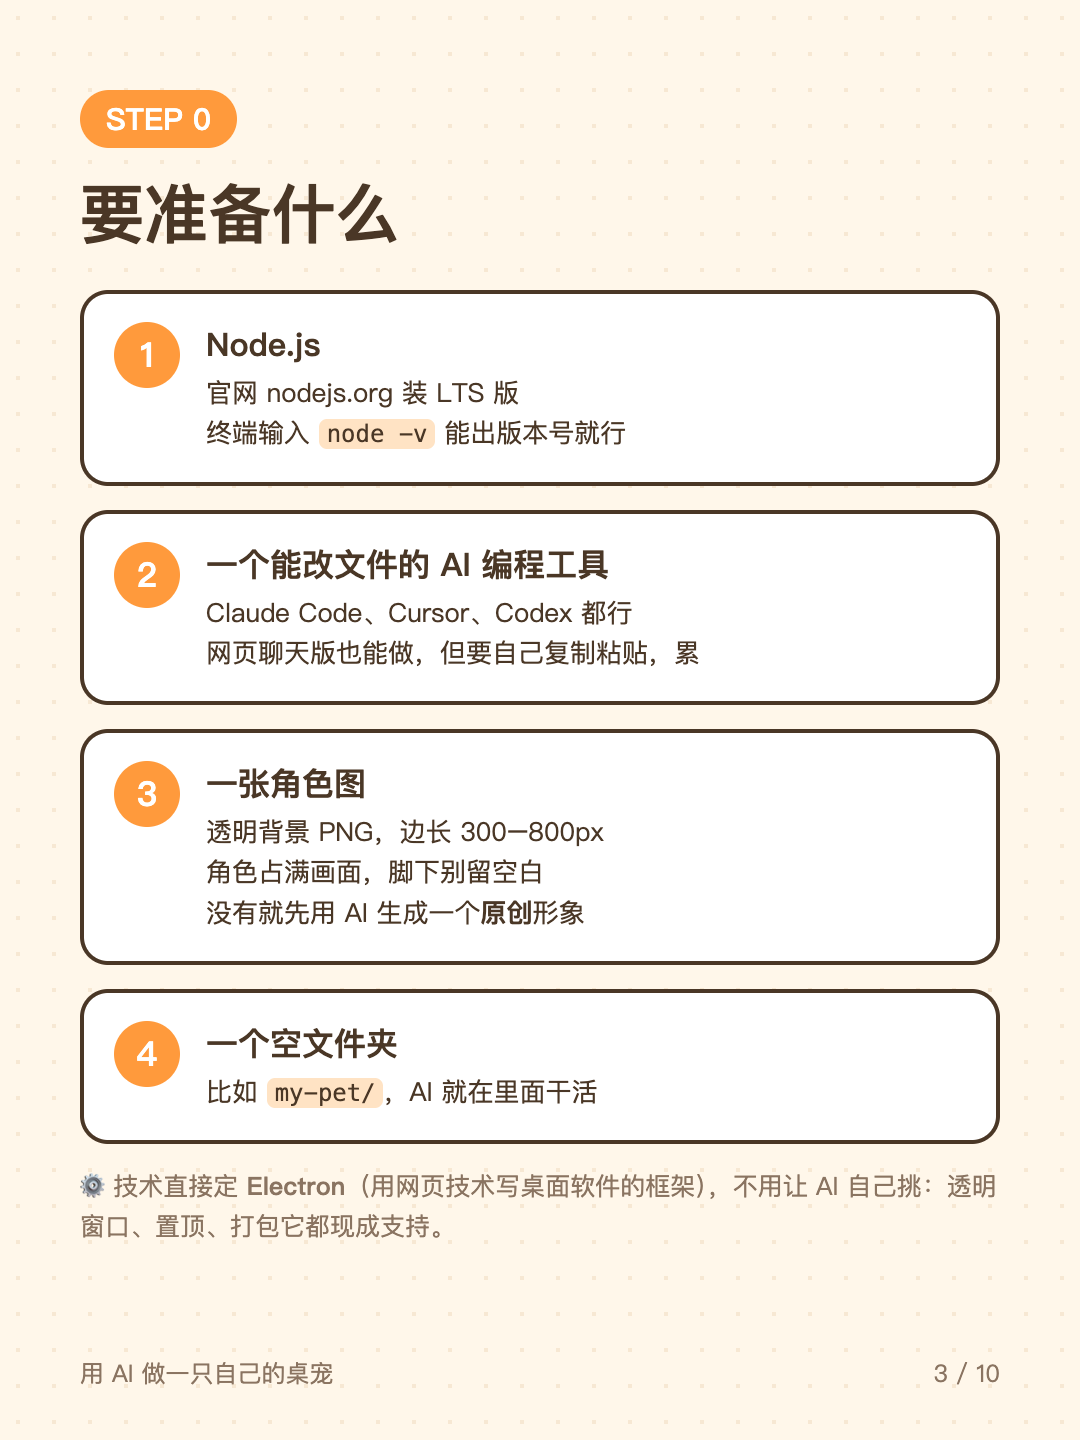 STEP 0
要准备什么
1
Node.js
官网 nodejs.org 装 LTS 版
终端输入 node -v 能出版本号就行
2
一个能改文件的 AI 编程工具
Claude Code、Cursor、Codex 都行
网页聊天版也能做，但要自己复制粘贴，累
3
一张角色图
透明背景 PNG，边长 300–800px
角色占满画面，脚下别留空白
没有就先用 AI 生成一个原创形象
4
一个空文件夹
比如 my-pet/，AI 就在里面干活
⚙️ 技术直接定 Electron（用网页技术写桌面软件的框架），不用让 AI 自己挑：透明
窗口、置顶、打包它都现成支持。
用 AI 做一只自己的桌宠
3 / 10